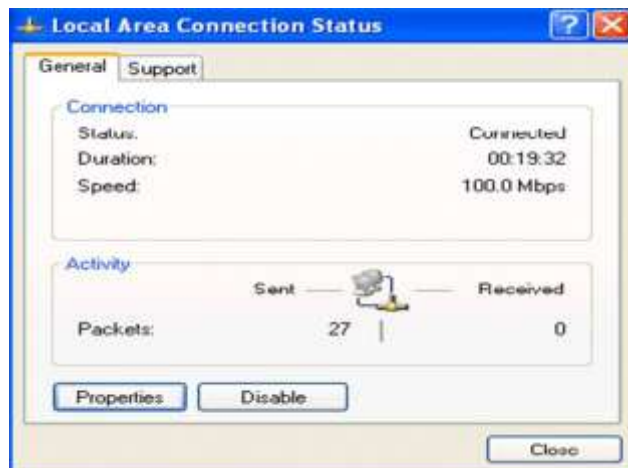 Local Area Connection Status
General Support
Connection
Status: Connected
Duration: 00:19:32
Speed: 100.0 Mbps
Activity
Sent Received
Packets: 27 0
Properties Disable
Close